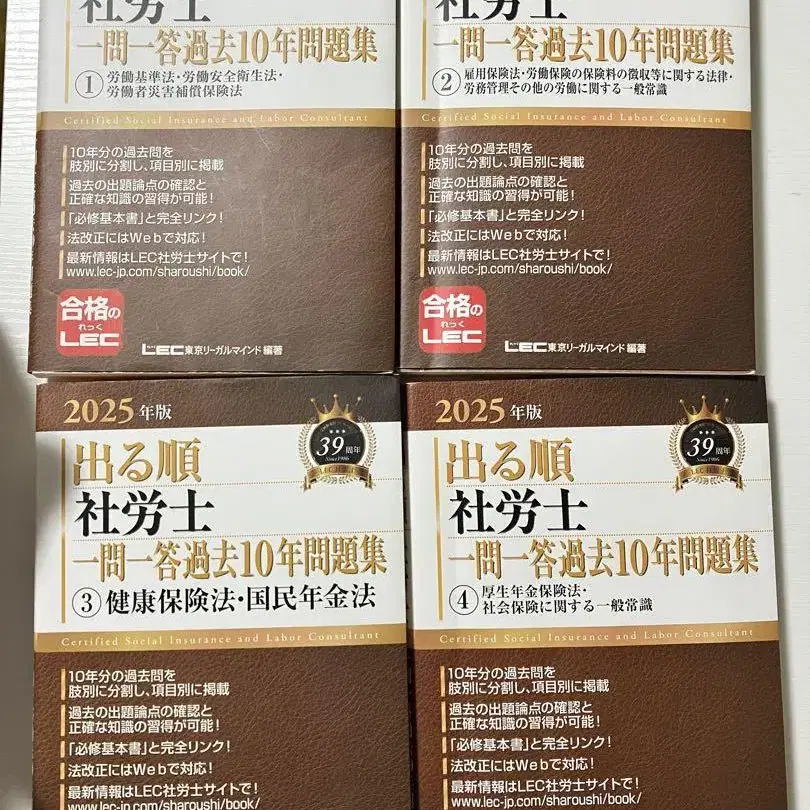 社労士
一問一答過去10年問題集
① 労働基準法・労働安全衛生法・
労働者災害補償保険法
Certified Social Insurance and Labor Consultant
10年分の過去問を
肢別に分割し、項目別に掲載
過去の出題論点の確認と
正確な知識の習得が可能!
「必修基本書」と完全リンク!
法改正にはWebで対応!
最新情報はLEC社労士サイトで!
www.lec-jp.com/sharoushi/book/
合格の
れっく
LEC
LEC東京リーガルマインド 編著
社労士
一問一答過去10年問題集
② 雇用保険法・労働保険の保険料の徴収等に関する法律・
労務管理その他の労働に関する一般常識
Certified Social Insurance and Labor Consultant
10年分の過去問を
肢別に分割し、項目別に掲載
過去の出題論点の確認と
正確な知識の習得が可能!
「必修基本書」と完全リンク!
法改正にはWebで対応!
最新情報はLEC社労士サイトで!
www.lec-jp.com/sharoushi/book/
合格の
れっく
LEC
LEC東京リーガルマインド 編著
2025年版
39周年
Since1986
出る順
社労士
一問一答過去10年問題集
③ 健康保険法・国民年金法
Certified Social Insurance and Labor Consultant
10年分の過去問を
肢別に分割し、項目別に掲載
過去の出題論点の確認と
正確な知識の習得が可能!
「必修基本書」と完全リンク!
法改正にはWebで対応!
最新情報はLEC社労士サイトで!
www.lec-jp.com/sharoushi/book/
2025年版
39周年
Since1986
出る順
社労士
一問一答過去10年問題集
④ 厚生年金保険法・
社会保険に関する一般常識
Certified Social Insurance and Labor Consultant
10年分の過去問を
肢別に分割し、項目別に掲載
過去の出題論点の確認と
正確な知識の習得が可能!
「必修基本書」と完全リンク!
法改正にはWebで対応!
最新情報はLEC社労士サイトで!
www.lec-jp.com/sharoushi/book/